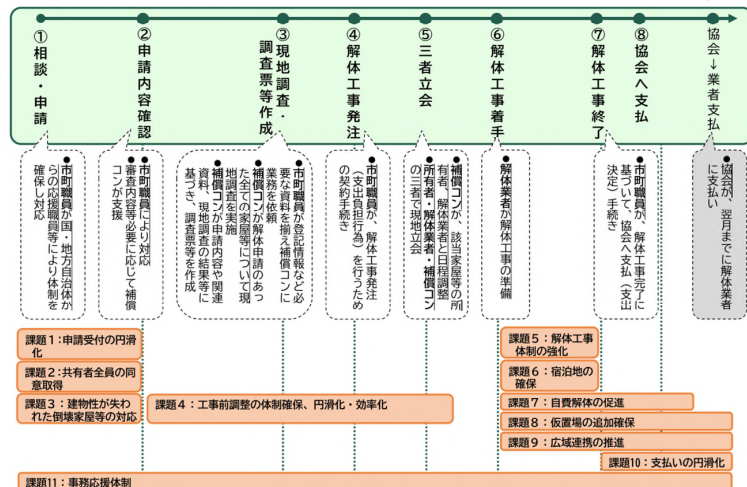 ①相談・申請
②申請内容確認
③現地調査・
調査票等作成
④解体工事発注
⑤三者立会
⑥解体工事着手
⑦解体工事終了
⑧協会へ支払
協会→業者支払
●市町職員が国・地方自治体か
らの応援職員等により体制を
確保し対応
●市町職員により対応
●審査内容等必要に応じて補償
コンが支援
●市町職員が登記情報など必
要な資料を揃え補償コンに
業務を依頼
●補償コンが解体申請のあっ
た全ての家屋等について現
地調査を実施
●補償コンが申請内容や関連
資料、現地調査の結果等に
基づき、調査票等を作成
●市町職員が、解体工事発注
（支出負担行為）を行うため
の契約手続き
●補償コンが、該当家屋等の所
有者、解体業者と日程調整
●所有者・解体業者・補償コン
の三者で現地立会
●解体業者が解体工事の準備
●市町職員が、解体工事完了に
基づいて、協会へ支払（支出
決定）手続き
●協会が、翌月までに解体業者
に支払い
課題1：申請受付の円滑
化
課題2：共有者全員の同
意取得
課題3：建物性が失わ
れた倒壊家屋等の対応
課題4：工事前調整の体制確保、円滑化・効率化
課題5：解体工事
体制の強化
課題6：宿泊地の
確保
課題7：自費解体の促進
課題8：仮置場の追加確保
課題9：広域連携の推進
課題10：支払いの円滑化
課題11：事務応援体制